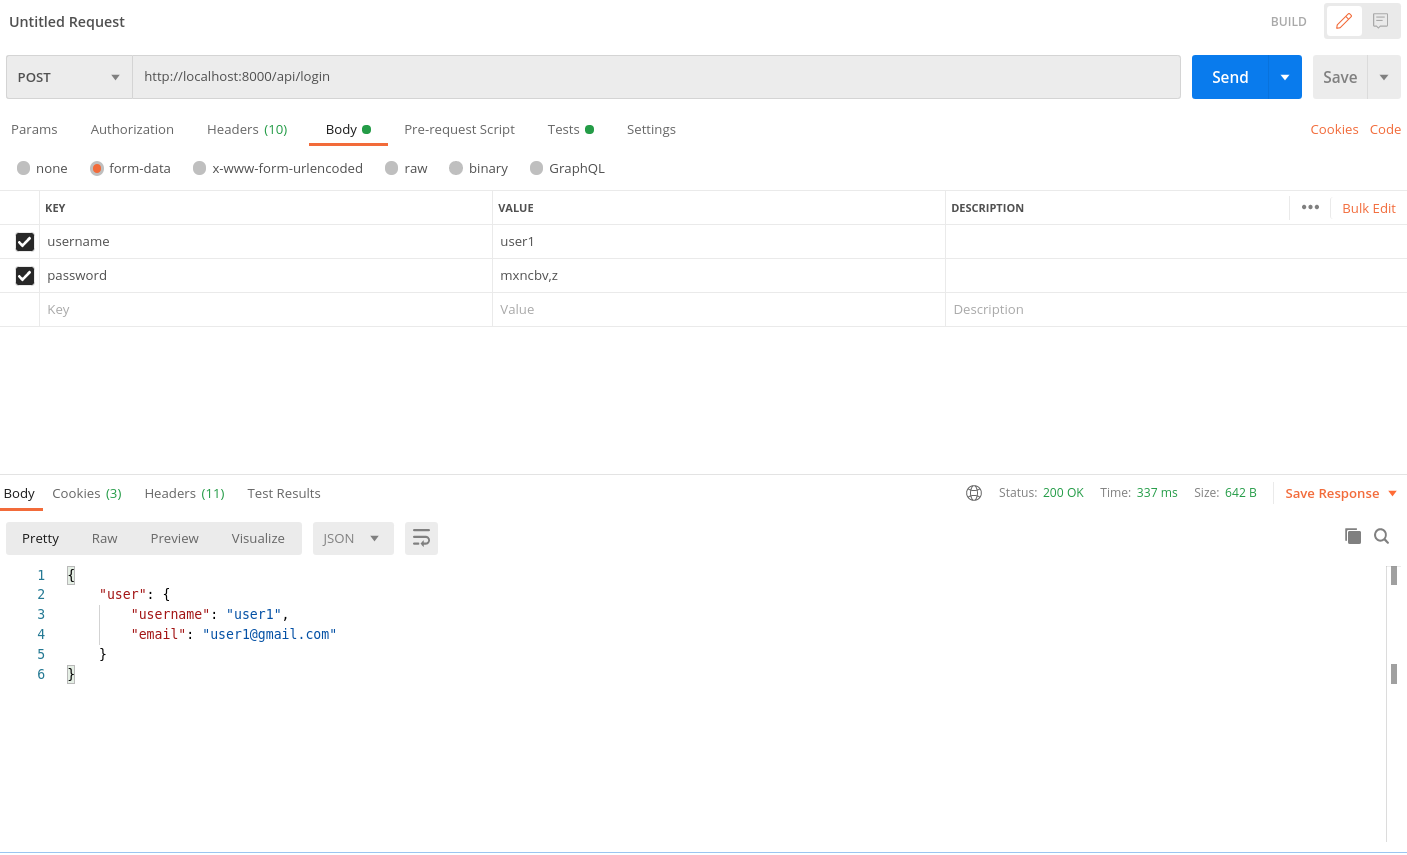 Untitled Request
BUILD
POST http://localhost:8000/api/login Send Save
Params Authorization Headers (10) Body Pre-request Script Tests Settings Cookies Code
none form-data x-www-form-urlencoded raw binary GraphQL
KEY VALUE DESCRIPTION ••• Bulk Edit
username user1
password mxncbv,z
Key Value Description
Body Cookies (3) Headers (11) Test Results Status: 200 OK Time: 337 ms Size: 642 B Save Response
Pretty Raw Preview Visualize JSON
1 {
2 "user": {
3 "username": "user1",
4 "email": "user1@gmail.com"
5 }
6 }